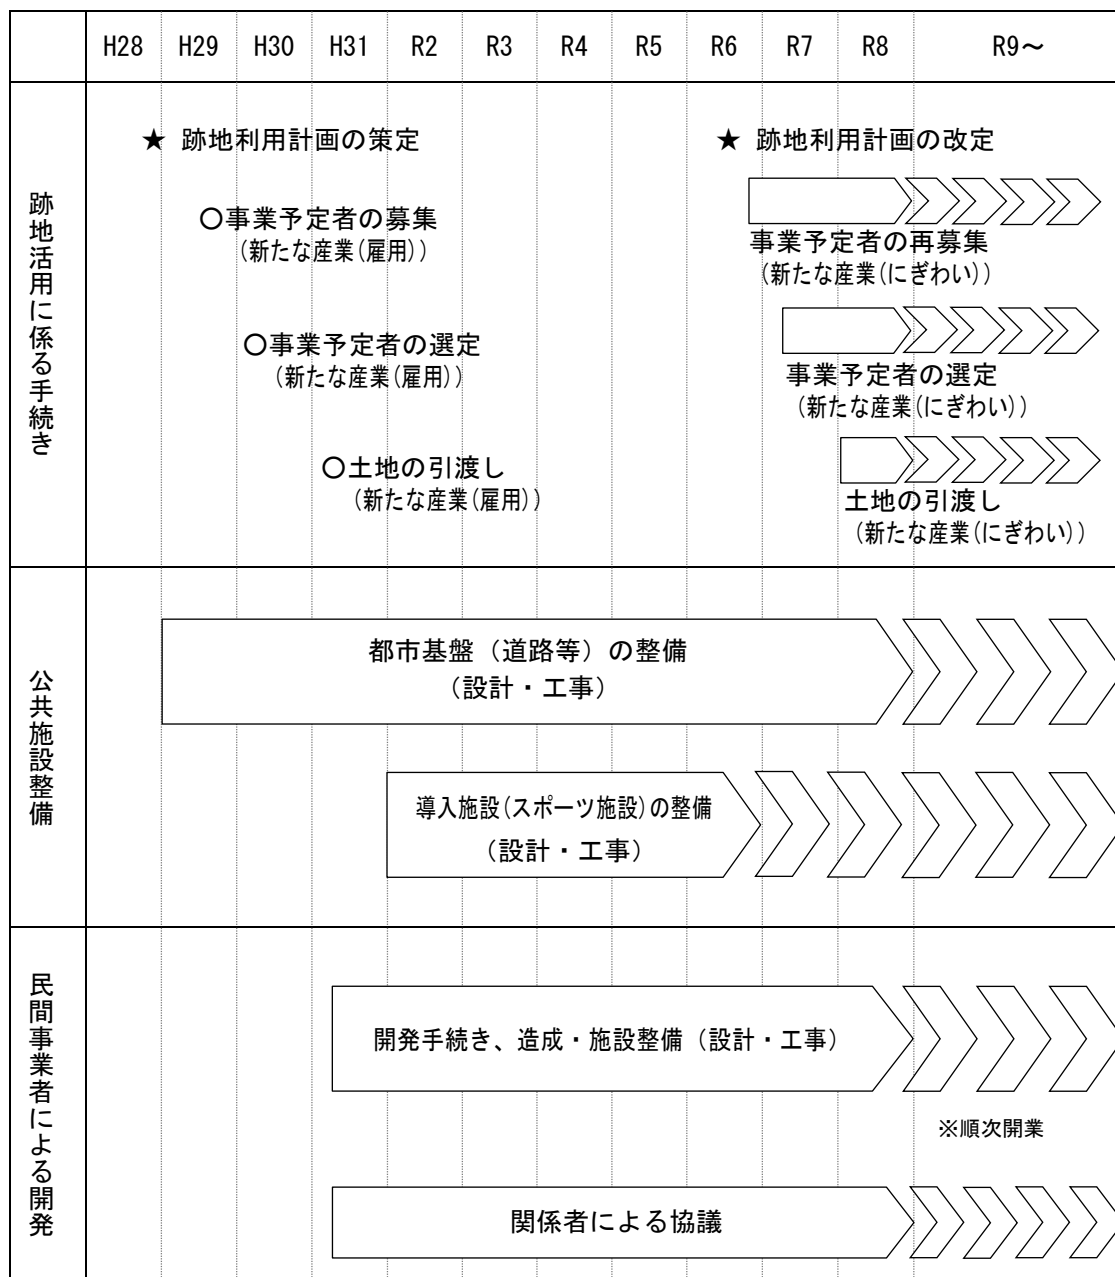 H28 H29 H30 H31 R2 R3 R4 R5 R6 R7 R8 R9～
跡地活用に係る手続き
★ 跡地利用計画の策定
★ 跡地利用計画の改定
〇事業予定者の募集
(新たな産業(雇用))
事業予定者の再募集
(新たな産業(にぎわい))
〇事業予定者の選定
(新たな産業(雇用))
事業予定者の選定
(新たな産業(にぎわい))
〇土地の引渡し
(新たな産業(雇用))
土地の引渡し
(新たな産業(にぎわい))
公共施設整備
都市基盤（道路等）の整備
（設計・工事）
導入施設(スポーツ施設)の整備
（設計・工事）
民間事業者による開発
開発手続き、造成・施設整備（設計・工事）
※順次開業
関係者による協議